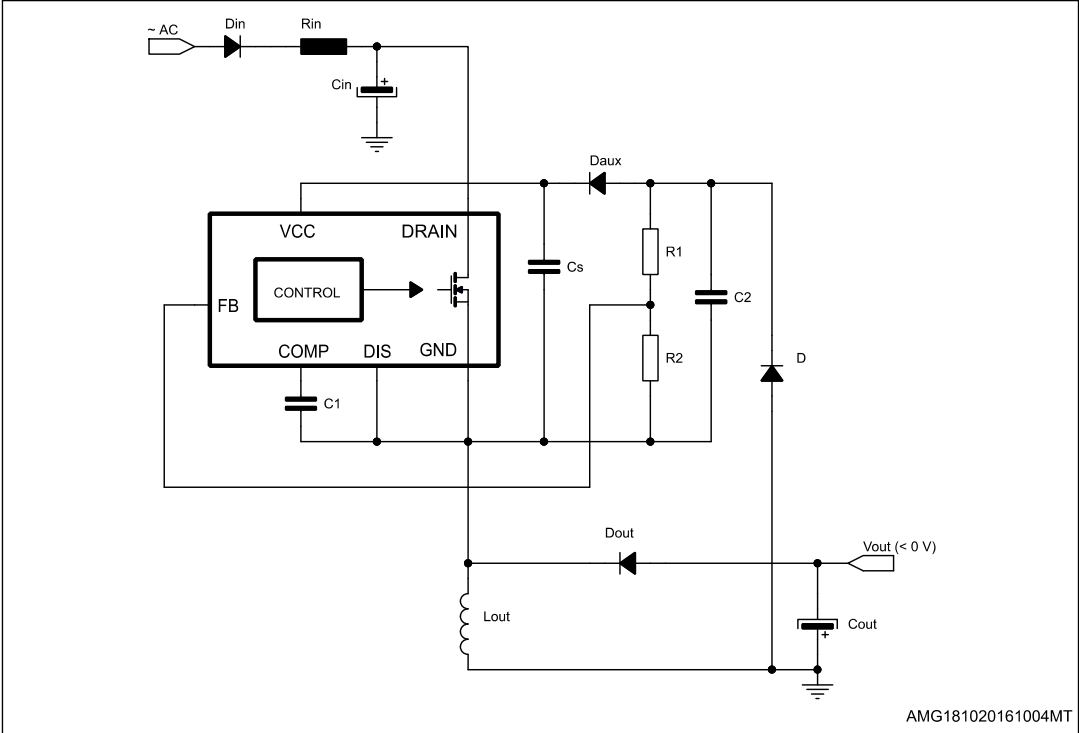 ~ AC
Din
Rin
Cin
+
Daux
VCC
DRAIN
R1
Cs
C2
CONTROL
FB
COMP
DIS
GND
R2
D
C1
Dout
Vout (< 0 V)
Lout
Cout
+
AMG181020161004MT